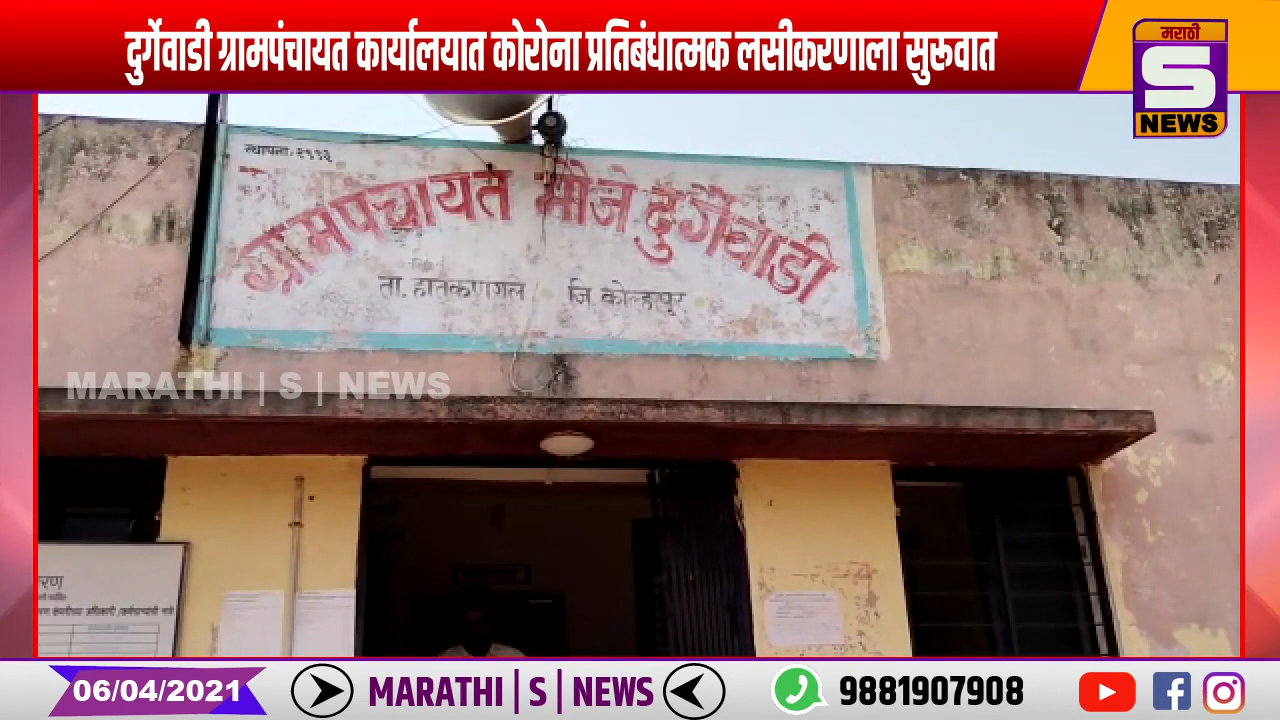 दुर्गेवाडी ग्रामपंचायत कार्यालयात कोरोना प्रतिबंधात्मक लसीकरणाला सुरूवात
मराठी
S
NEWS
स्थापना.
ग्रामपंचायत मौजे दुर्गेवाडी
ता. हातकणंगले जि. कोल्हापूर
MARATHI | S | NEWS
06/04/2021 MARATHI | S | NEWS 9881907908